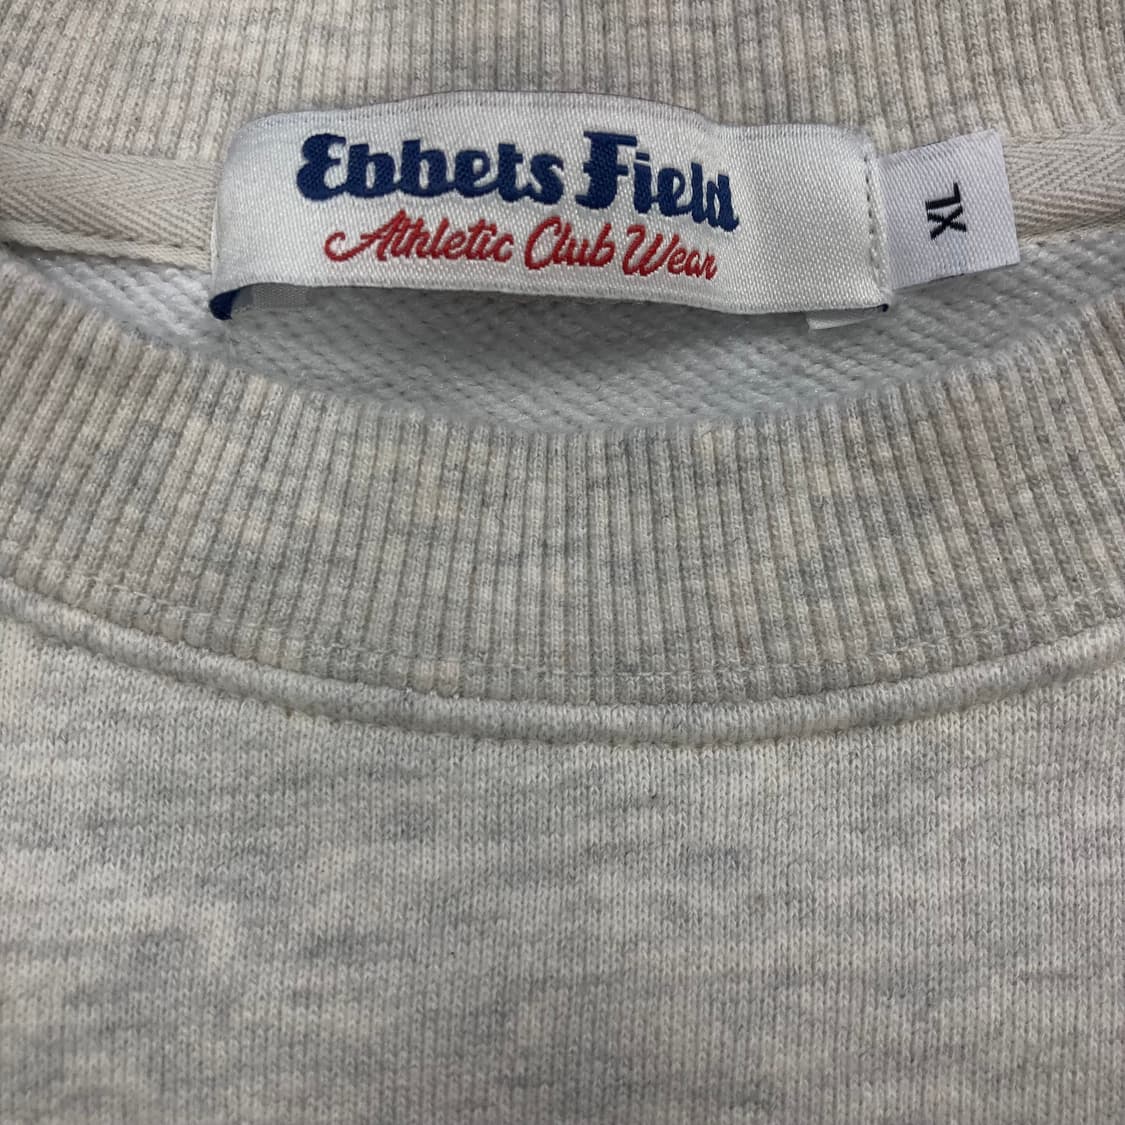 Ebbets Field
Athletic Club Wear
XL